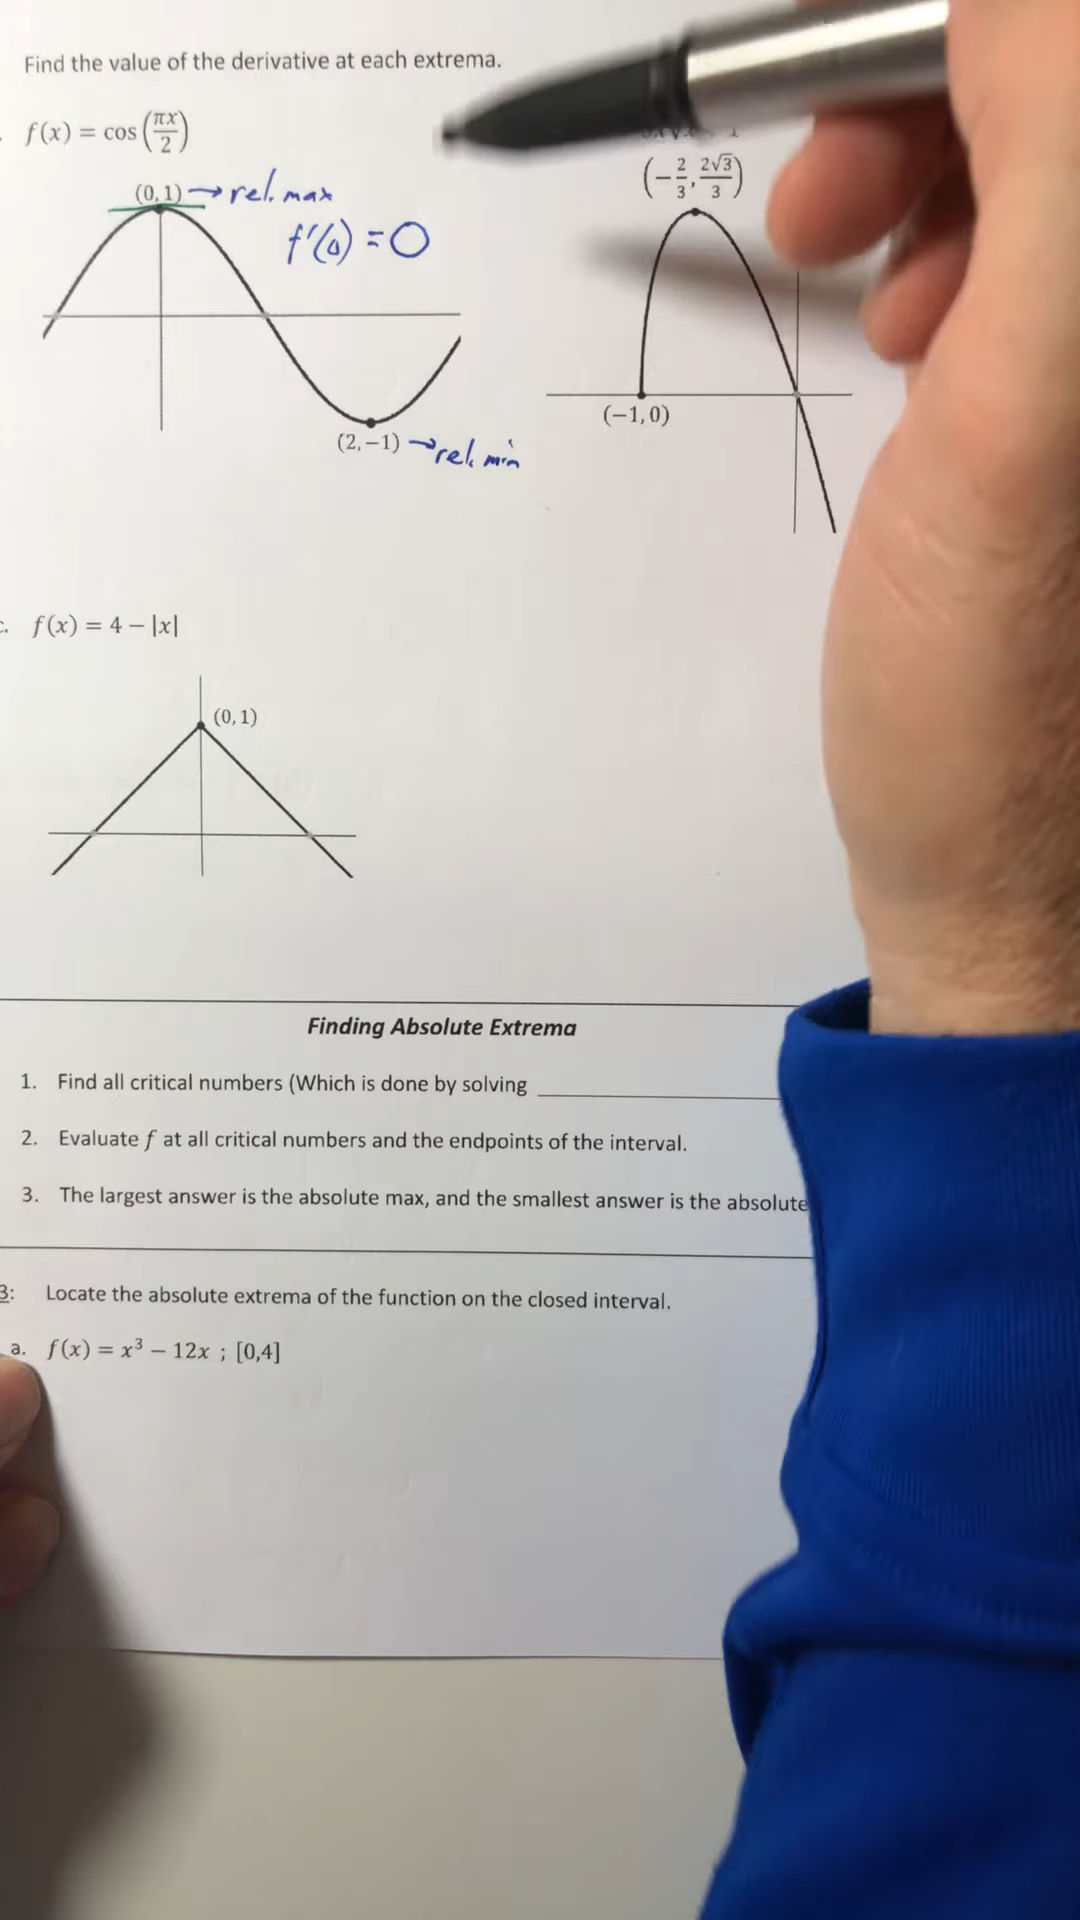 Find the value of the derivative at each extrema.
f(x) = cos(πx/2)
(0,1) → rel. max
f'(0) = 0
(2,−1) → rel. min
(−2/3, 2√3/3)
(−1,0)
c. f(x) = 4 − |x|
(0,1)
Finding Absolute Extrema
1. Find all critical numbers (Which is done by solving ____________
2. Evaluate f at all critical numbers and the endpoints of the interval.
3. The largest answer is the absolute max, and the smallest answer is the absolute
3: Locate the absolute extrema of the function on the closed interval.
a. f(x) = x³ − 12x ; [0,4]